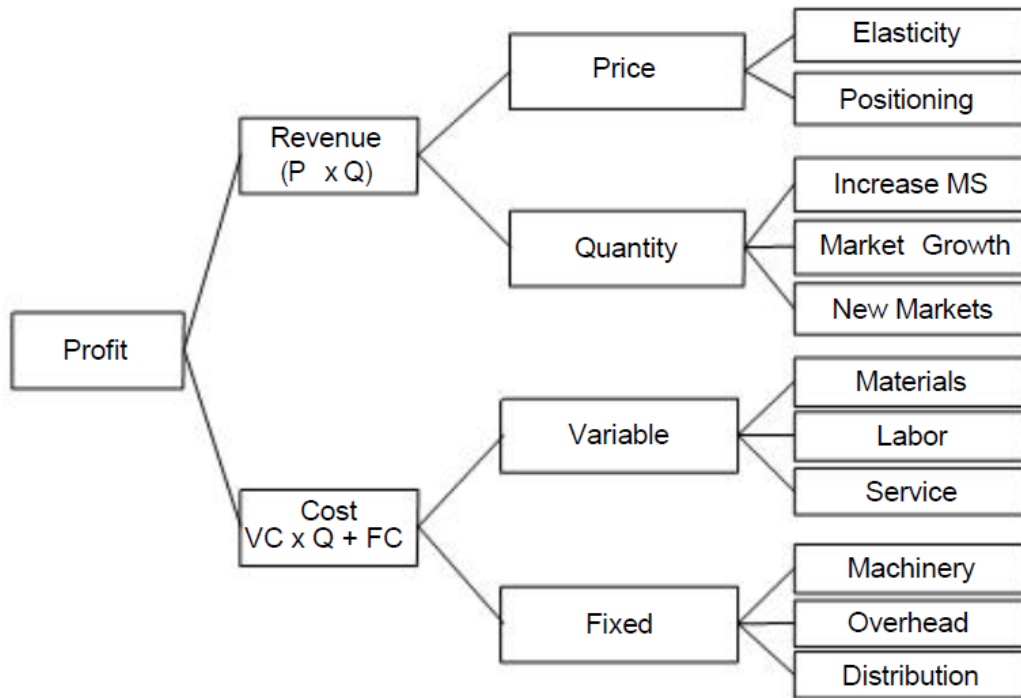 Profit
Revenue
(P x Q)
Cost
VC x Q + FC
Price
Quantity
Variable
Fixed
Elasticity
Positioning
Increase MS
Market Growth
New Markets
Materials
Labor
Service
Machinery
Overhead
Distribution